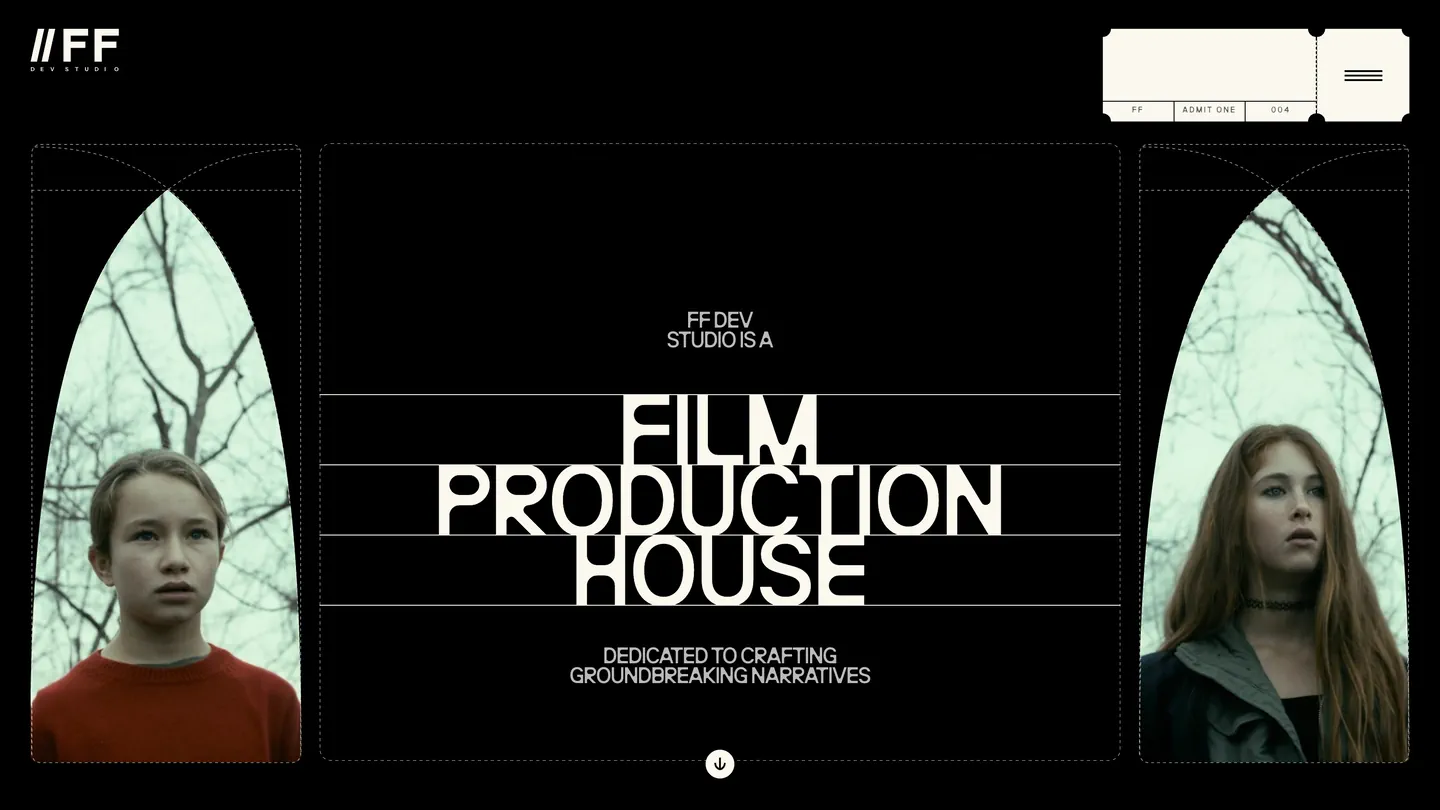 //FF
DEV STUDIO
FF
ADMIT ONE
004
FF DEV
STUDIO IS A
FILM
PRODUCTION
HOUSE
DEDICATED TO CRAFTING
GROUNDBREAKING NARRATIVES